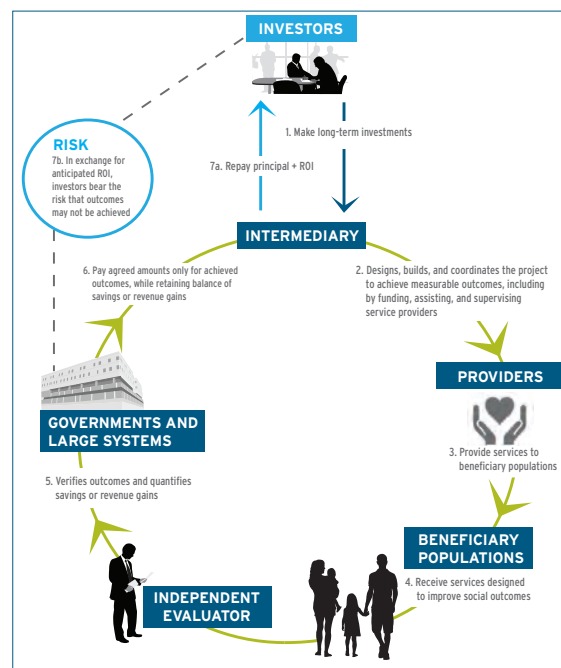 INVESTORS
1. Make long-term investments
7a. Repay principal + ROI
RISK
7b. In exchange for
anticipated ROI,
investors bear the
risk that outcomes
may not be achieved
INTERMEDIARY
2. Designs, builds, and coordinates the project
to achieve measurable outcomes, including
by funding, assisting, and supervising
service providers
PROVIDERS
3. Provide services to
beneficiary populations
BENEFICIARY
POPULATIONS
4. Receive services designed
to improve social outcomes
INDEPENDENT
EVALUATOR
5. Verifies outcomes and quantifies
savings or revenue gains
GOVERNMENTS AND
LARGE SYSTEMS
6. Pay agreed amounts only for achieved
outcomes, while retaining balance of
savings or revenue gains